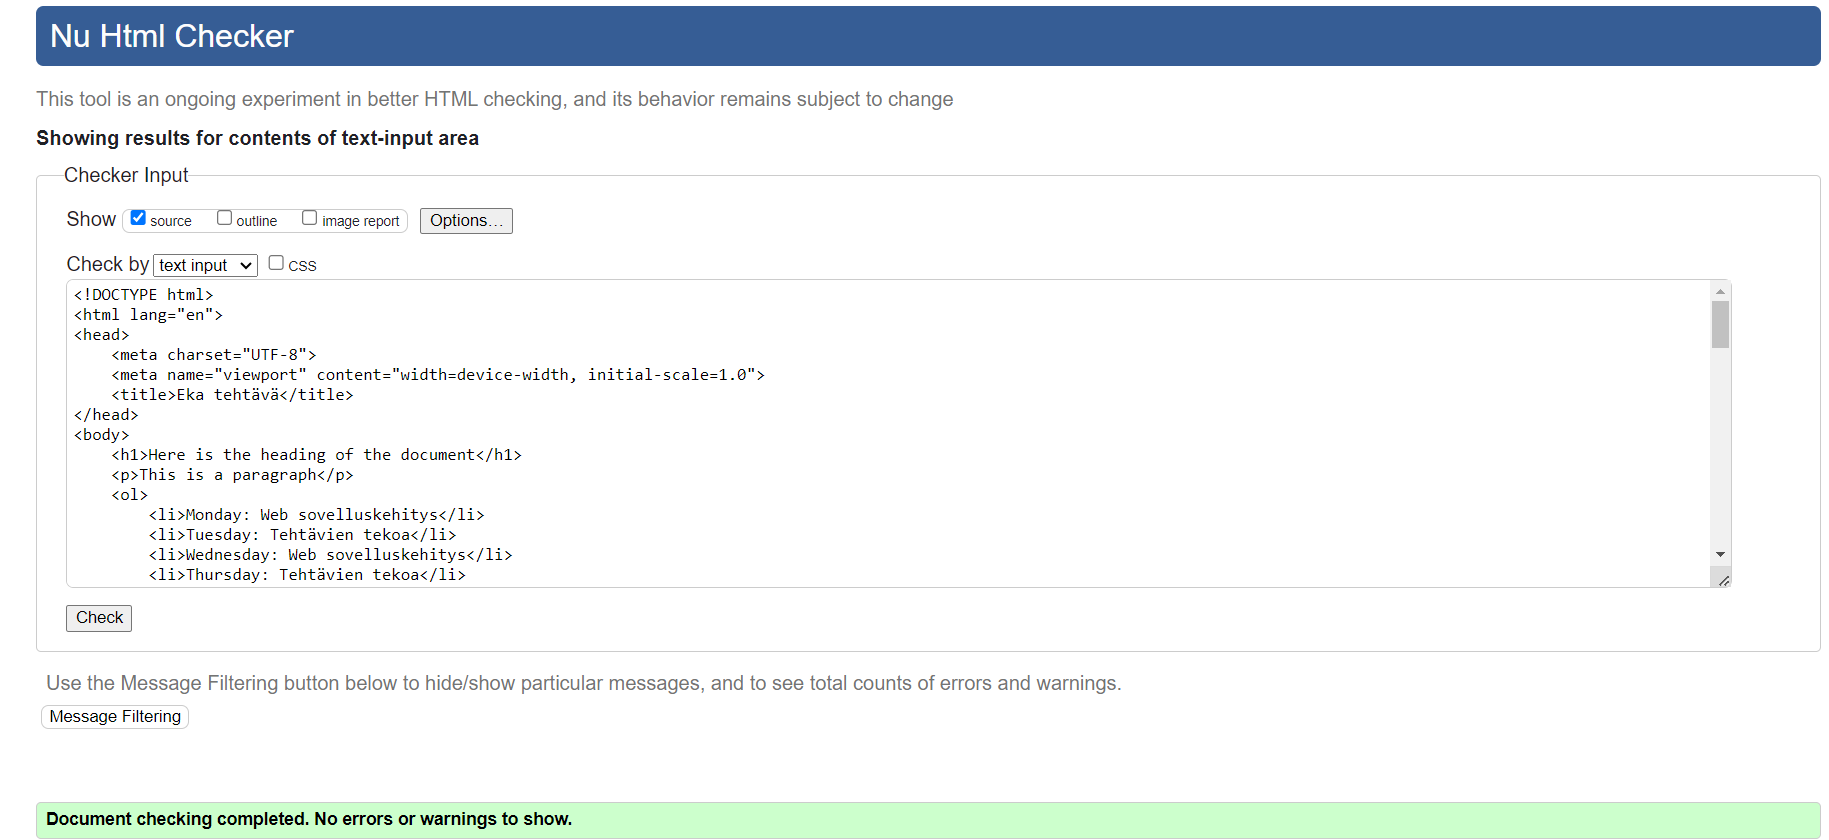 Nu Html Checker
This tool is an ongoing experiment in better HTML checking, and its behavior remains subject to change
Showing results for contents of text-input area
Checker Input
Show source outline image report Options...
Check by text input CSS
<!DOCTYPE html>
<html lang="en">
<head>
    <meta charset="UTF-8">
    <meta name="viewport" content="width=device-width, initial-scale=1.0">
    <title>Eka tehtävä</title>
</head>
<body>
    <h1>Here is the heading of the document</h1>
    <p>This is a paragraph</p>
    <ol>
        <li>Monday: Web sovelluskehitys</li>
        <li>Tuesday: Tehtävien tekoa</li>
        <li>Wednesday: Web sovelluskehitys</li>
        <li>Thursday: Tehtävien tekoa</li>
Check
Use the Message Filtering button below to hide/show particular messages, and to see total counts of errors and warnings.
Message Filtering
Document checking completed. No errors or warnings to show.